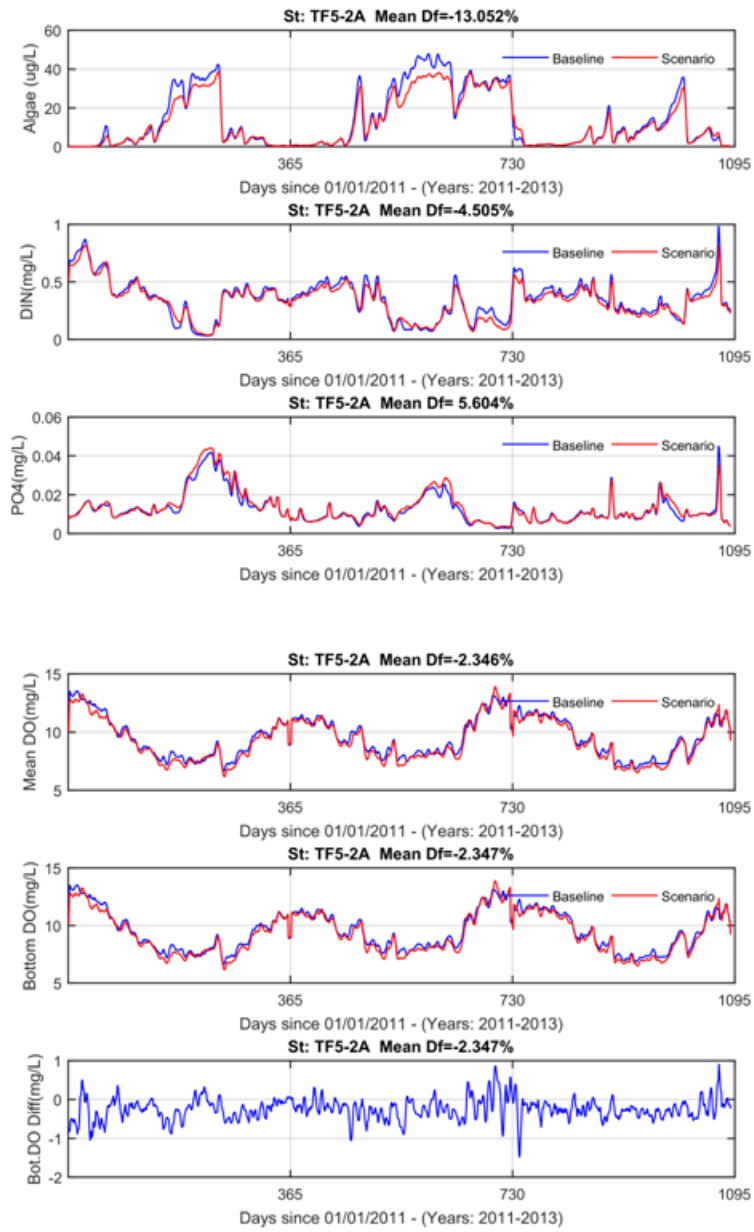 St: TF5-2A Mean Df=-13.052%
60
40
20
0
Algae (ug/L)
Baseline Scenario
365 730 1095
Days since 01/01/2011 - (Years: 2011-2013)
St: TF5-2A Mean Df=-4.505%
1
0.5
0
DIN(mg/L)
Baseline Scenario
365 730 1095
Days since 01/01/2011 - (Years: 2011-2013)
St: TF5-2A Mean Df= 5.604%
0.06
0.04
0.02
0
PO4(mg/L)
Baseline Scenario
365 730 1095
Days since 01/01/2011 - (Years: 2011-2013)
St: TF5-2A Mean Df=-2.346%
15
10
5
Mean DO(mg/L)
Baseline Scenario
365 730 1095
Days since 01/01/2011 - (Years: 2011-2013)
St: TF5-2A Mean Df=-2.347%
15
10
5
Bottom DO(mg/L)
Baseline Scenario
365 730 1095
Days since 01/01/2011 - (Years: 2011-2013)
St: TF5-2A Mean Df=-2.347%
1
0
-1
-2
Bot.DO Diff(mg/L)
365 730 1095
Days since 01/01/2011 - (Years: 2011-2013)